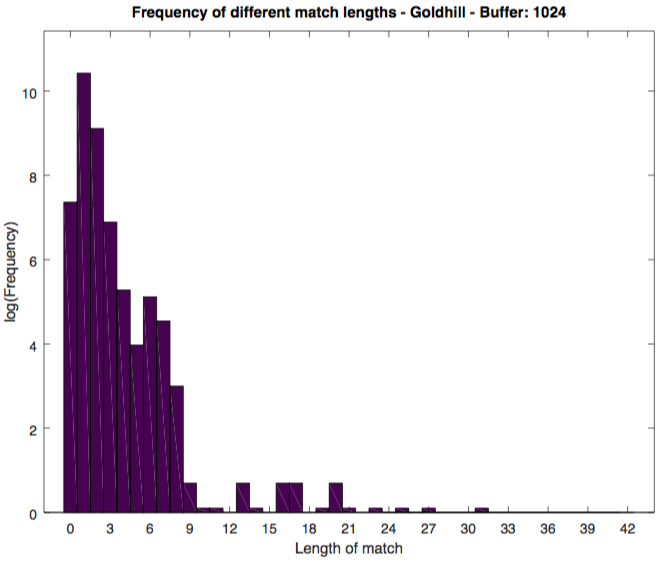 Frequency of different match lengths - Goldhill - Buffer: 1024
10
8
6
4
2
0
log(Frequency)
0 3 6 9 12 15 18 21 24 27 30 33 36 39 42
Length of match